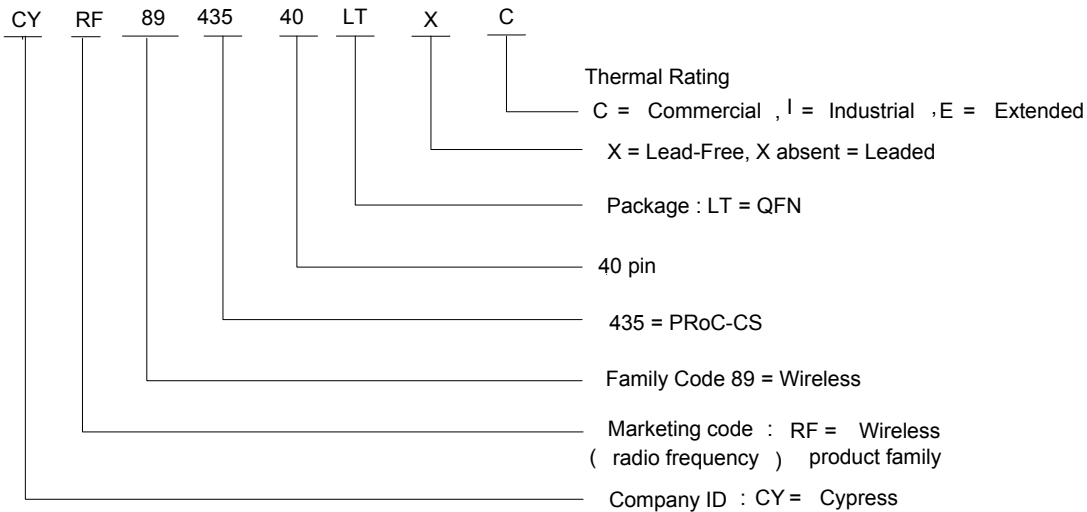 CY RF 89 435 40 LT X C
Thermal Rating
C = Commercial , I = Industrial , E = Extended
X = Lead-Free, X absent = Leaded
Package : LT = QFN
40 pin
435 = PRoC-CS
Family Code 89 = Wireless
Marketing code : RF = Wireless
( radio frequency ) product family
Company ID : CY = Cypress